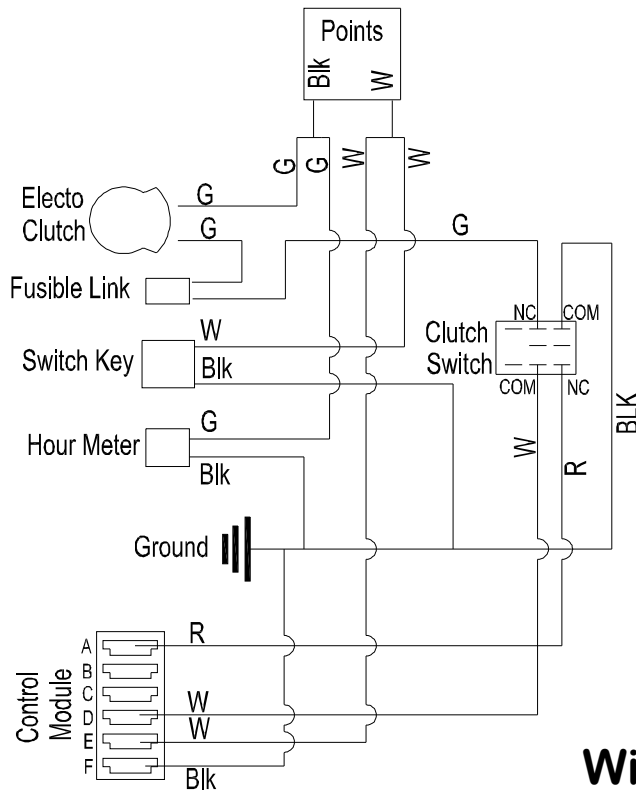 Points
Blk
W
G
G
W
W
Electo
Clutch
G
G
G
Fusible Link
NC
COM
Clutch
Switch
COM
NC
Switch Key
W
Blk
BLK
Hour Meter
G
Blk
W
R
Ground
Control
Module
A
B
C
D
E
F
R
W
W
Blk
Wi